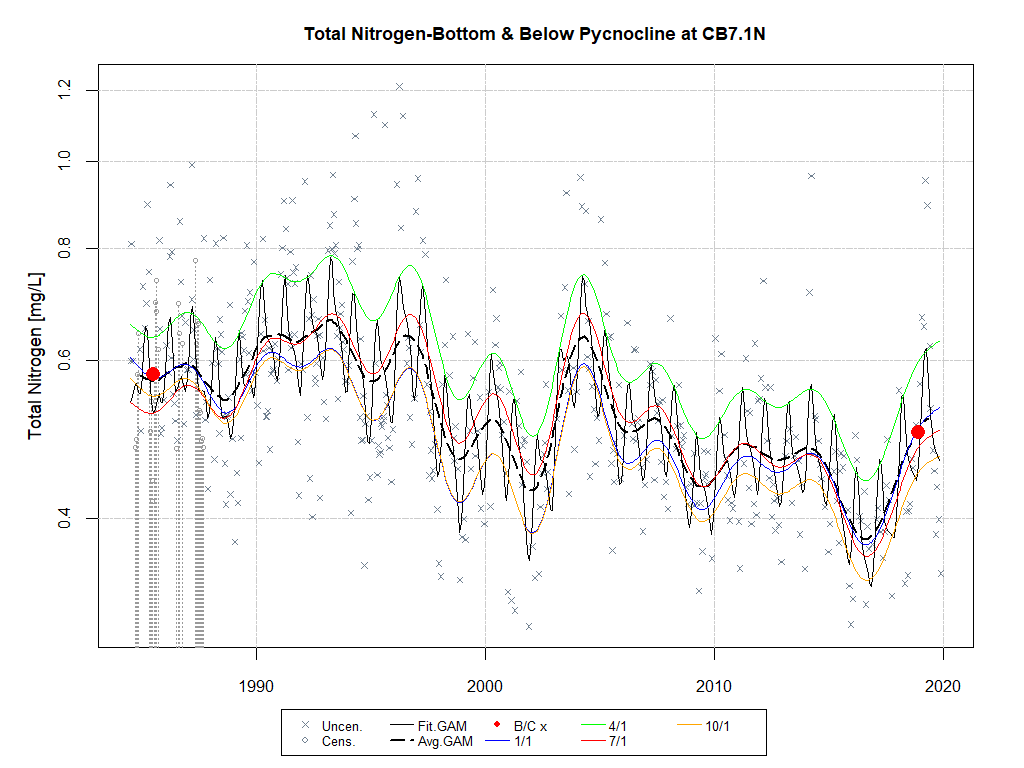 Total Nitrogen-Bottom & Below Pycnocline at CB7.1N
Total Nitrogen [mg/L]
1.2
1.0
0.8
0.6
0.4
1990 2000 2010 2020
Uncen. Fit.GAM B/C x 4/1 10/1
Cens. Avg.GAM 1/1 7/1